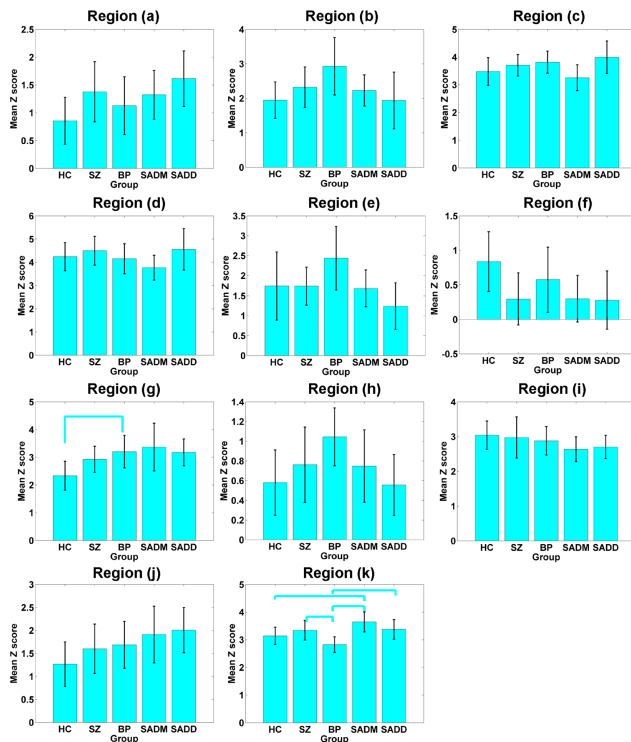 Region (a)
Mean Z score
2.5
2
1.5
1
0.5
0
HC SZ BP SADM SADD
Group
Region (b)
Mean Z score
4
3
2
1
0
HC SZ BP SADM SADD
Group
Region (c)
Mean Z score
5
4
3
2
1
0
HC SZ BP SADM SADD
Group
Region (d)
Mean Z score
6
5
4
3
2
1
0
HC SZ BP SADM SADD
Group
Region (e)
Mean Z score
3.5
3
2.5
2
1.5
1
0.5
0
HC SZ BP SADM SADD
Group
Region (f)
Mean Z score
1.5
1
0.5
0
-0.5
HC SZ BP SADM SADD
Group
Region (g)
Mean Z score
5
4
3
2
1
0
HC SZ BP SADM SADD
Group
Region (h)
Mean Z score
1.4
1.2
1
0.8
0.6
0.4
0.2
0
HC SZ BP SADM SADD
Group
Region (i)
Mean Z score
4
3
2
1
0
HC SZ BP SADM SADD
Group
Region (j)
Mean Z score
3
2.5
2
1.5
1
0.5
0
HC SZ BP SADM SADD
Group
Region (k)
Mean Z score
5
4
3
2
1
0
HC SZ BP SADM SADD
Group